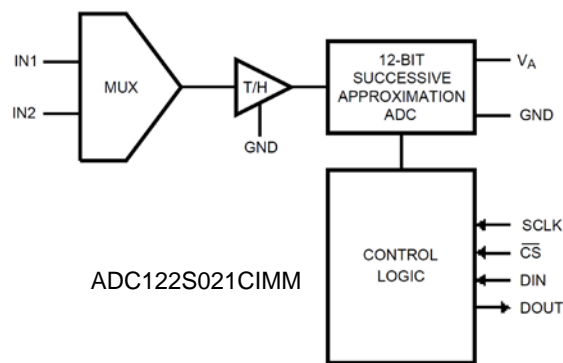 IN1
IN2
MUX
T/H
GND
12-BIT
SUCCESSIVE
APPROXIMATION
ADC
VA
GND
CONTROL
LOGIC
SCLK
CS
DIN
DOUT
ADC122S021CIMM